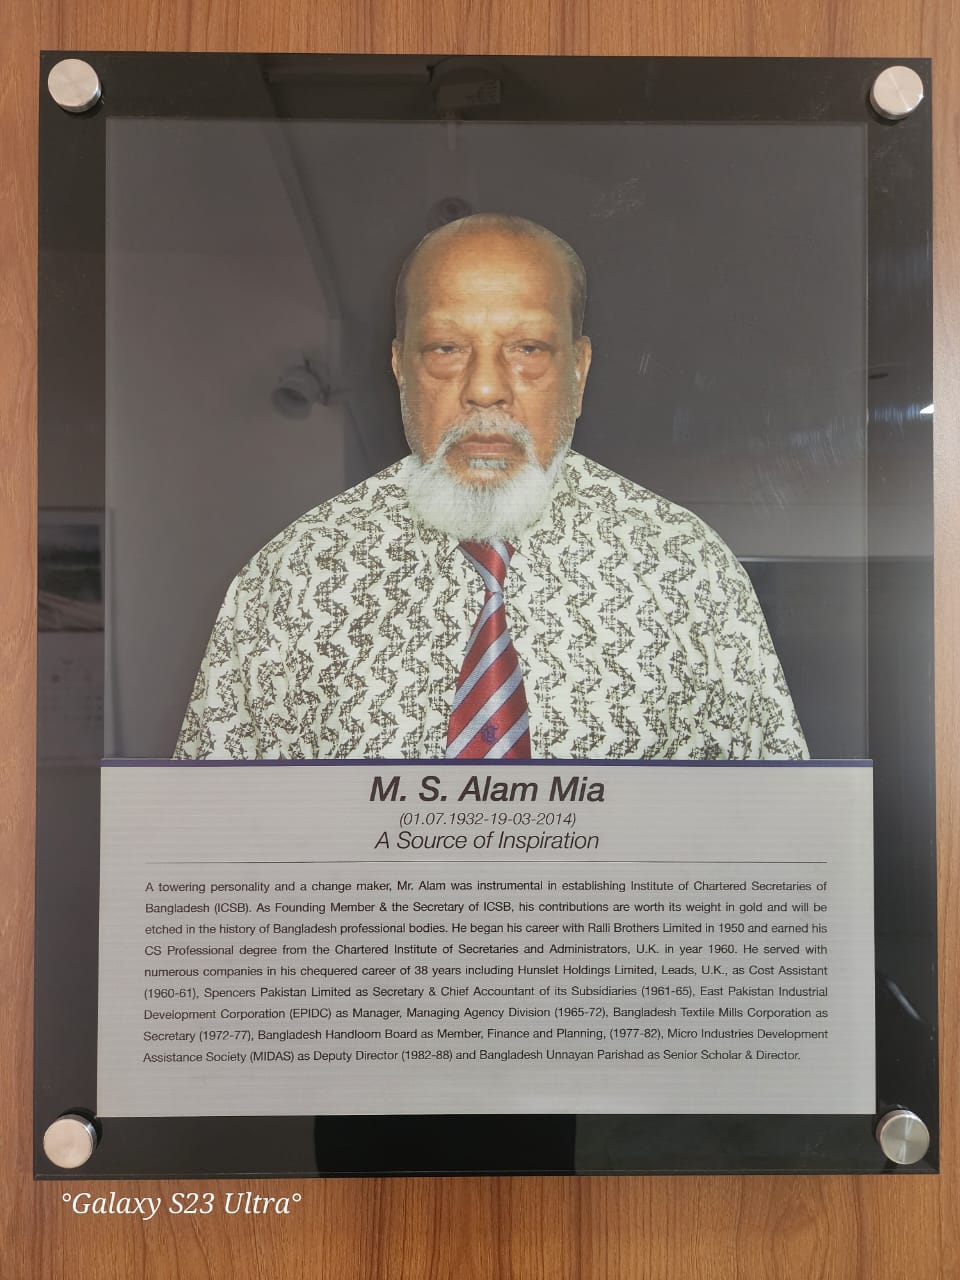 M. S. Alam Mia
(01.07.1932-19-03-2014)
A Source of Inspiration
A towering personality and a change maker, Mr. Alam was instrumental in establishing Institute of Chartered Secretaries of
Bangladesh (ICSB). As Founding Member & the Secretary of ICSB, his contributions are worth its weight in gold and will be
etched in the history of Bangladesh professional bodies. He began his career with Ralli Brothers Limited in 1950 and earned his
CS Professional degree from the Chartered Institute of Secretaries and Administrators, U.K. in year 1960. He served with
numerous companies in his chequered career of 38 years including Hunslet Holdings Limited, Leads, U.K., as Cost Assistant
(1960-61), Spencers Pakistan Limited as Secretary & Chief Accountant of its Subsidiaries (1961-65), East Pakistan Industrial
Development Corporation (EPIDC) as Manager, Managing Agency Division (1965-72), Bangladesh Textile Mills Corporation as
Secretary (1972-77), Bangladesh Handloom Board as Member, Finance and Planning, (1977-82), Micro Industries Development
Assistance Society (MIDAS) as Deputy Director (1982-88) and Bangladesh Unnayan Parishad as Senior Scholar & Director.
°Galaxy S23 Ultra°